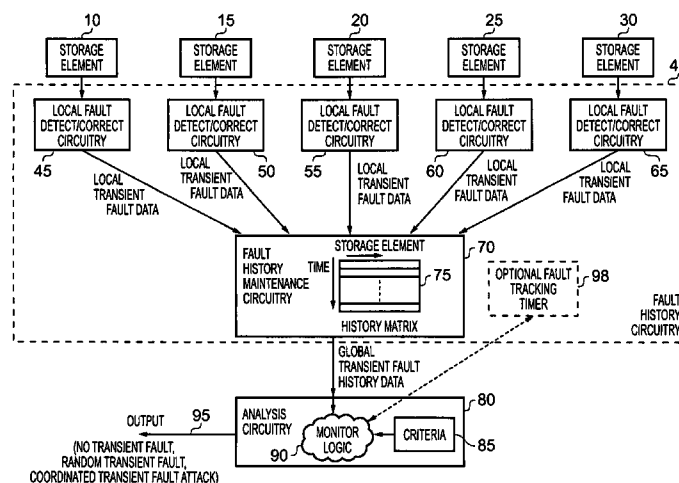 10
15
20
25
30
STORAGE
ELEMENT
STORAGE
ELEMENT
STORAGE
ELEMENT
STORAGE
ELEMENT
STORAGE
ELEMENT
4
LOCAL FAULT
DETECT/CORRECT
CIRCUITRY
45
LOCAL FAULT
DETECT/CORRECT
CIRCUITRY
50
LOCAL FAULT
DETECT/CORRECT
CIRCUITRY
55
LOCAL FAULT
DETECT/CORRECT
CIRCUITRY
60
LOCAL FAULT
DETECT/CORRECT
CIRCUITRY
65
LOCAL
TRANSIENT
FAULT DATA
LOCAL
TRANSIENT
FAULT DATA
LOCAL
TRANSIENT
FAULT DATA
LOCAL
TRANSIENT
FAULT DATA
LOCAL
TRANSIENT
FAULT DATA
FAULT
HISTORY
MAINTENANCE
CIRCUITRY
STORAGE ELEMENT
TIME
75
HISTORY MATRIX
70
OPTIONAL FAULT
TRACKING
TIMER
98
FAULT
HISTORY
CIRCUITRY
GLOBAL
TRANSIENT FAULT
HISTORY DATA
80
ANALYSIS
CIRCUITRY
MONITOR
LOGIC
90
CRITERIA
85
OUTPUT
95
(NO TRANSIENT FAULT,
RANDOM TRANSIENT FAULT,
COORDINATED TRANSIENT FAULT ATTACK)